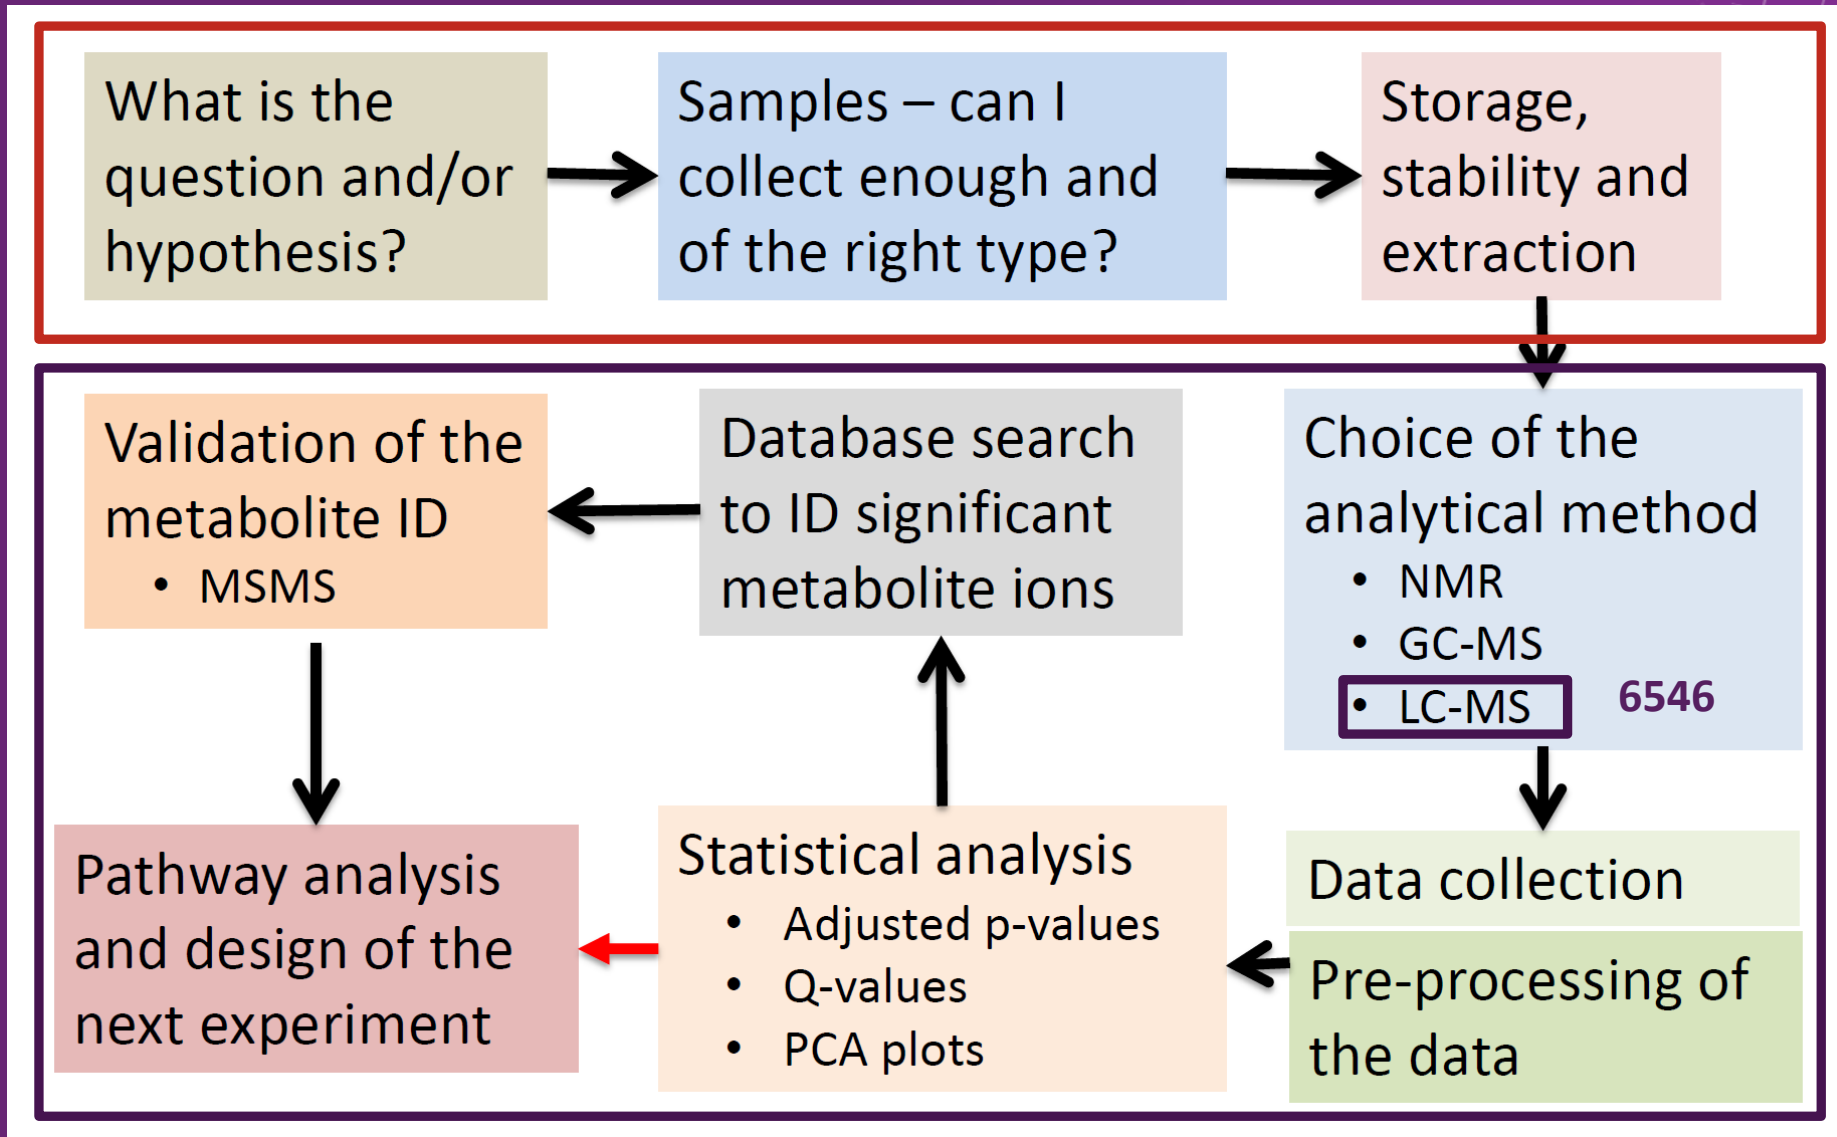 What is the
question and/or
hypothesis?
Samples – can I
collect enough and
of the right type?
Storage,
stability and
extraction
Validation of the
metabolite ID
• MSMS
Database search
to ID significant
metabolite ions
Choice of the
analytical method
• NMR
• GC-MS
• LC-MS
6546
Pathway analysis
and design of the
next experiment
Statistical analysis
• Adjusted p-values
• Q-values
• PCA plots
Data collection
Pre-processing of
the data